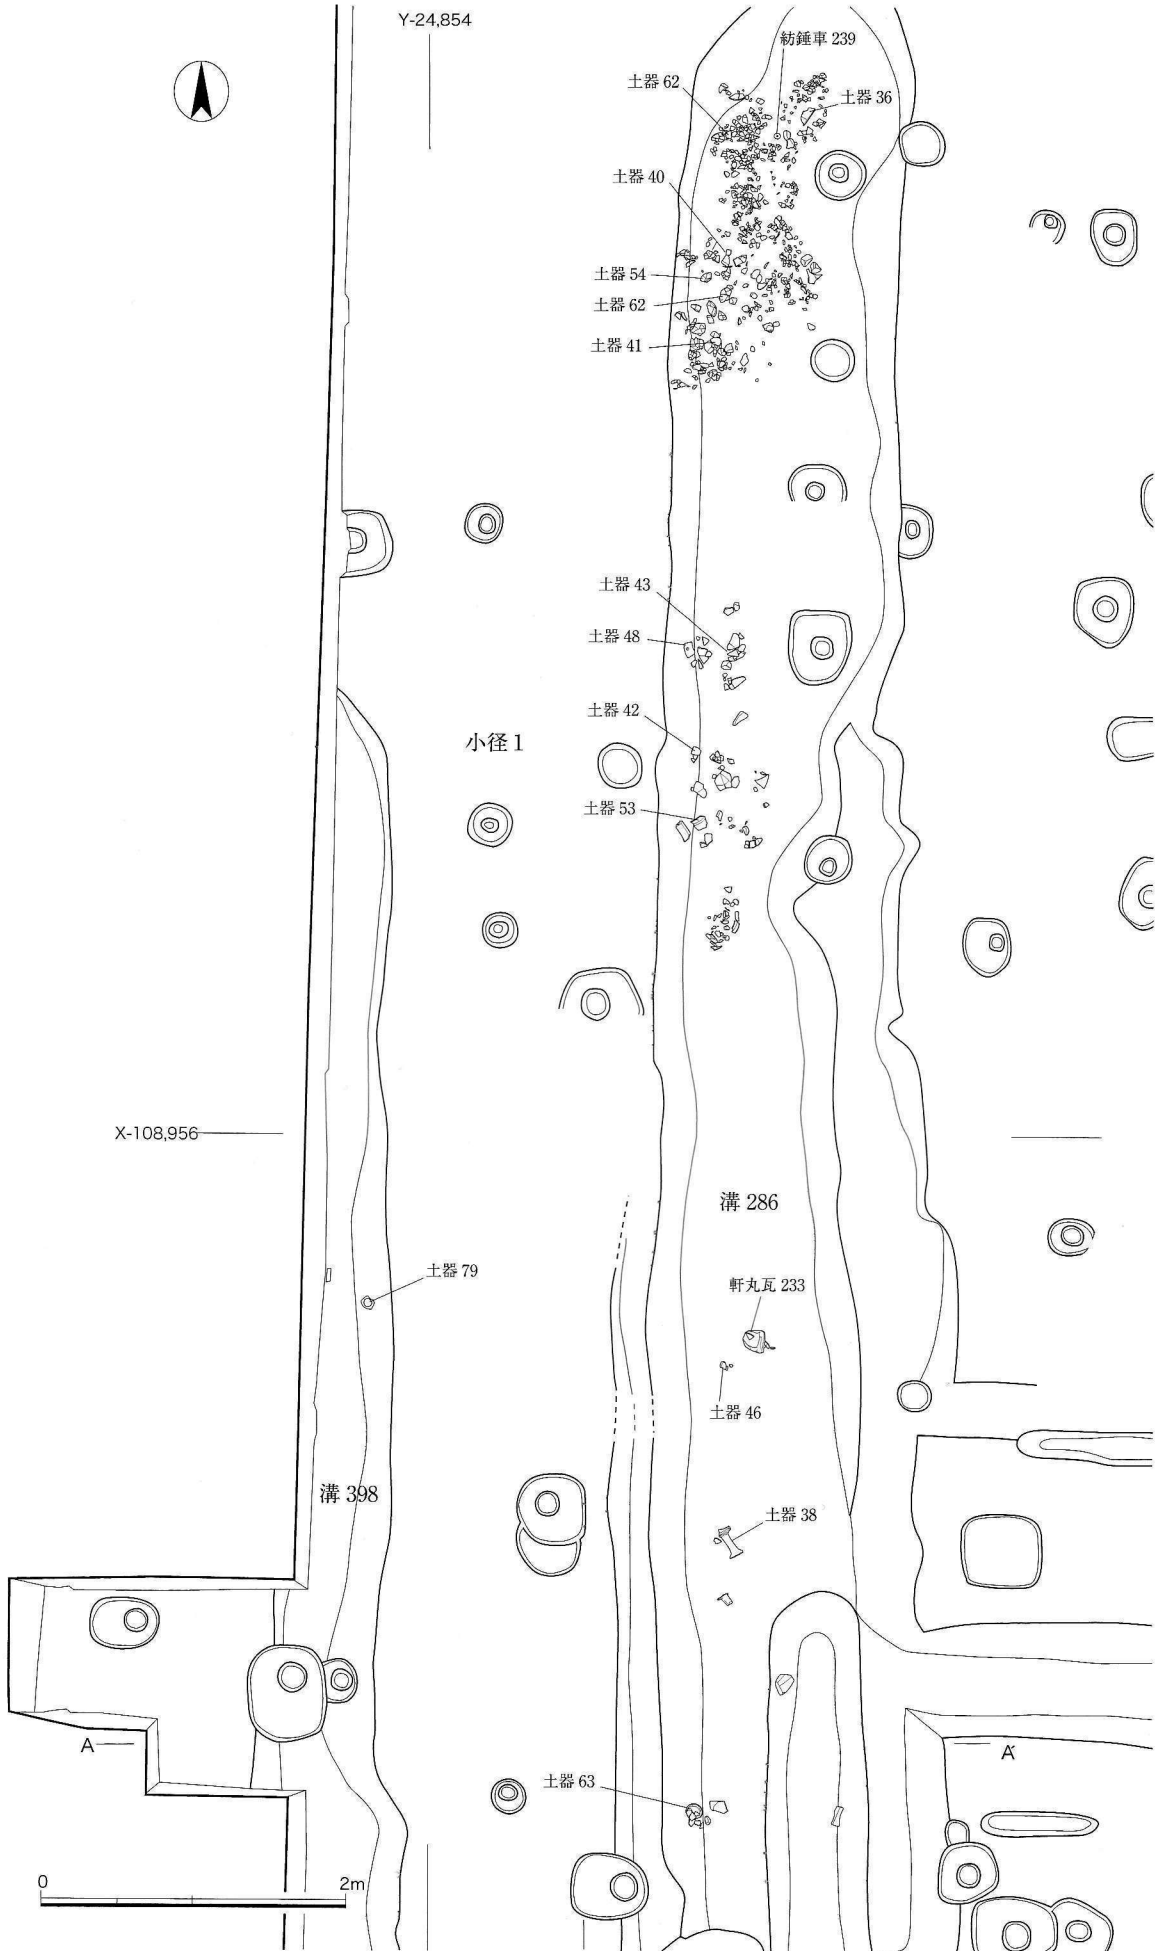 Y-24,854
紡錘車 239
土器 62
土器 36
土器 40
土器 54
土器 62
土器 41
土器 43
土器 48
土器 42
小径 1
土器 53
X-108,956
溝 286
土器 79
軒丸瓦 233
土器 46
溝 398
土器 38
A
A'
土器 63
0
2m